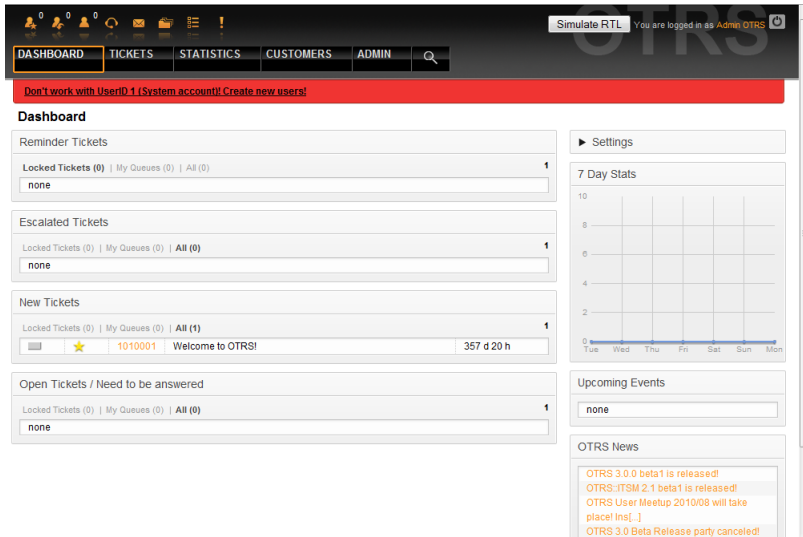 0 0 0
Simulate RTL You are logged in as Admin OTRS
OTRS
DASHBOARD TICKETS STATISTICS CUSTOMERS ADMIN
Don't work with UserID 1 (System account)! Create new users!
Dashboard
Reminder Tickets
Locked Tickets (0) | My Queues (0) | All (0) 1
none
Escalated Tickets
Locked Tickets (0) | My Queues (0) | All (0) 1
none
New Tickets
Locked Tickets (0) | My Queues (0) | All (1) 1
1010001 Welcome to OTRS! 357 d 20 h
Open Tickets / Need to be answered
Locked Tickets (0) | My Queues (0) | All (0) 1
none
Settings
7 Day Stats
10
8
6
4
2
0
Tue Wed Thu Fri Sat Sun Mon
Upcoming Events
none
OTRS News
OTRS 3.0.0 beta1 is released!
OTRS::ITSM 2.1 beta1 is released!
OTRS User Meetup 2010/08 will take
place! Ins[...]
OTRS 3.0 Beta Release party canceled!